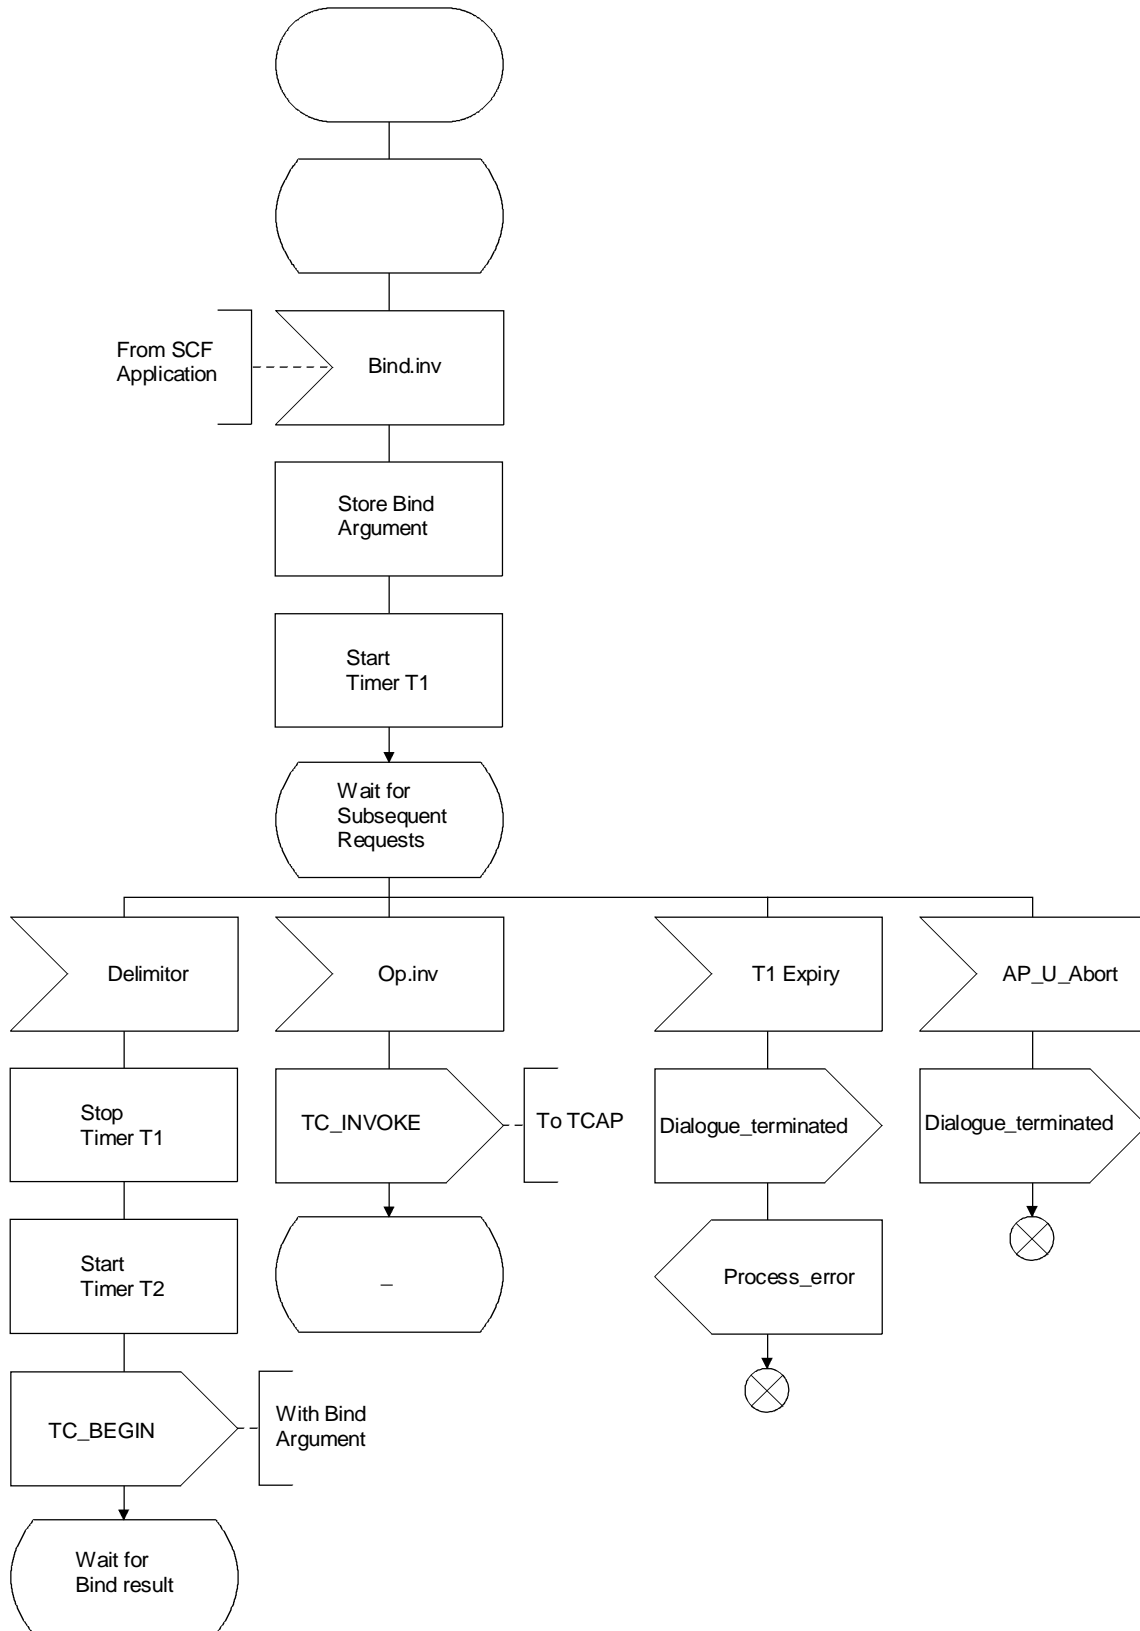 From SCF
Application
Bind.inv
Store Bind
Argument
Start
Timer T1
Wait for
Subsequent
Requests
Delimitor
Op.inv
T1 Expiry
AP_U_Abort
Stop
Timer T1
TC_INVOKE
To TCAP
Dialogue_terminated
Dialogue_terminated
Start
Timer T2
_
Process_error
TC_BEGIN
With Bind
Argument
Wait for
Bind result